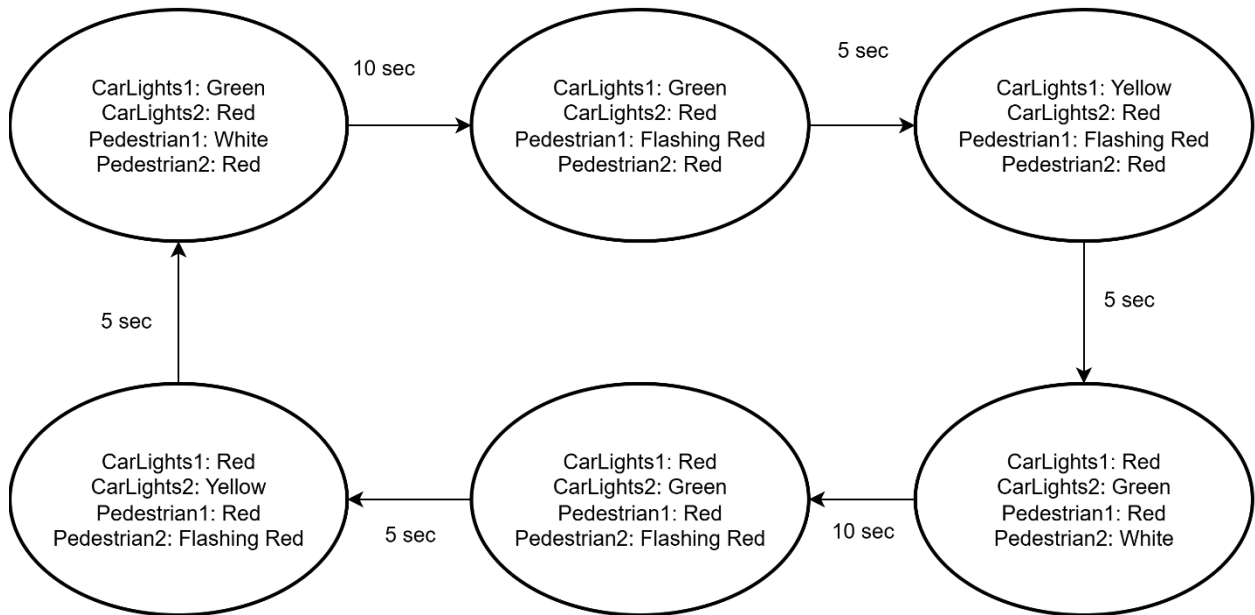 CarLights1: Green
CarLights2: Red
Pedestrian1: White
Pedestrian2: Red
10 sec
CarLights1: Green
CarLights2: Red
Pedestrian1: Flashing Red
Pedestrian2: Red
5 sec
CarLights1: Yellow
CarLights2: Red
Pedestrian1: Flashing Red
Pedestrian2: Red
5 sec
CarLights1: Red
CarLights2: Green
Pedestrian1: Red
Pedestrian2: White
10 sec
CarLights1: Red
CarLights2: Green
Pedestrian1: Red
Pedestrian2: Flashing Red
5 sec
CarLights1: Red
CarLights2: Yellow
Pedestrian1: Red
Pedestrian2: Flashing Red
5 sec